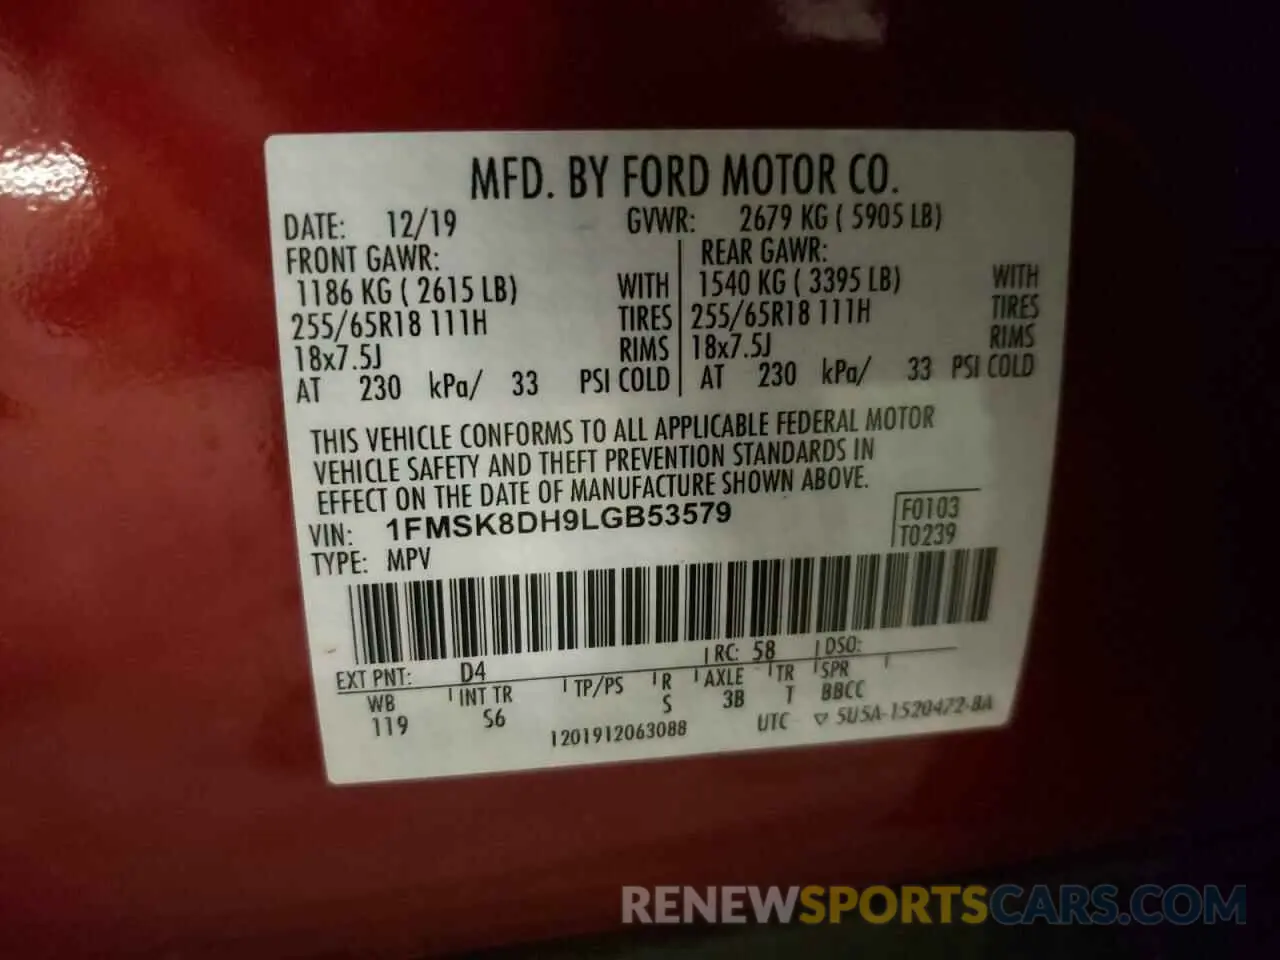 MFD. BY FORD MOTOR CO.
DATE: 12/19 GVWR: 2679 KG ( 5905 LB)
FRONT GAWR: REAR GAWR:
1186 KG ( 2615 LB) WITH 1540 KG ( 3395 LB) WITH
255/65R18 111H TIRES 255/65R18 111H TIRES
18x7.5J RIMS 18x7.5J RIMS
AT 230 kPa/ 33 PSI COLD AT 230 kPa/ 33 PSI COLD
THIS VEHICLE CONFORMS TO ALL APPLICABLE FEDERAL MOTOR
VEHICLE SAFETY AND THEFT PREVENTION STANDARDS IN
EFFECT ON THE DATE OF MANUFACTURE SHOWN ABOVE.
VIN: 1FMSK8DH9LGB53579 F0103
TYPE: MPV T0239
EXT PNT: D4 RC: 58 DSO:
WB INT TR TP/PS R AXLE TR SPR
119 S6 S 3B T BBCC
1201912063088 UTC ▽ 5U5A-1520472-BA
RENEWSPORTSCARS.COM